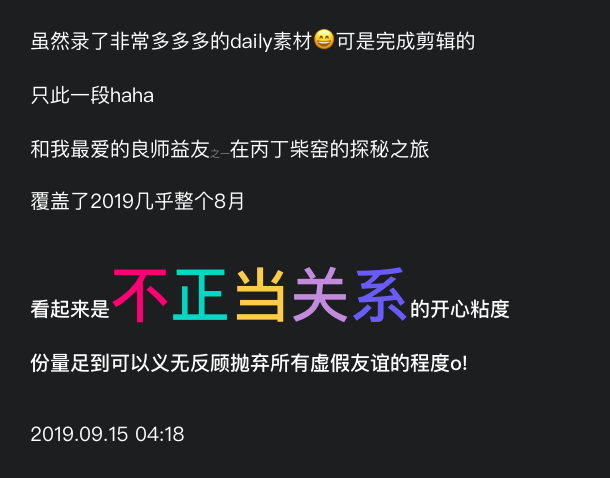 虽然录了非常多多多的daily素材😄可是完成剪辑的
只此一段haha
和我最爱的良师益友之一在丙丁柴窑的探秘之旅
覆盖了2019几乎整个8月
看起来是不正当关系的开心粘度
份量足到可以义无反顾抛弃所有虚假友谊的程度o!
2019.09.15 04:18